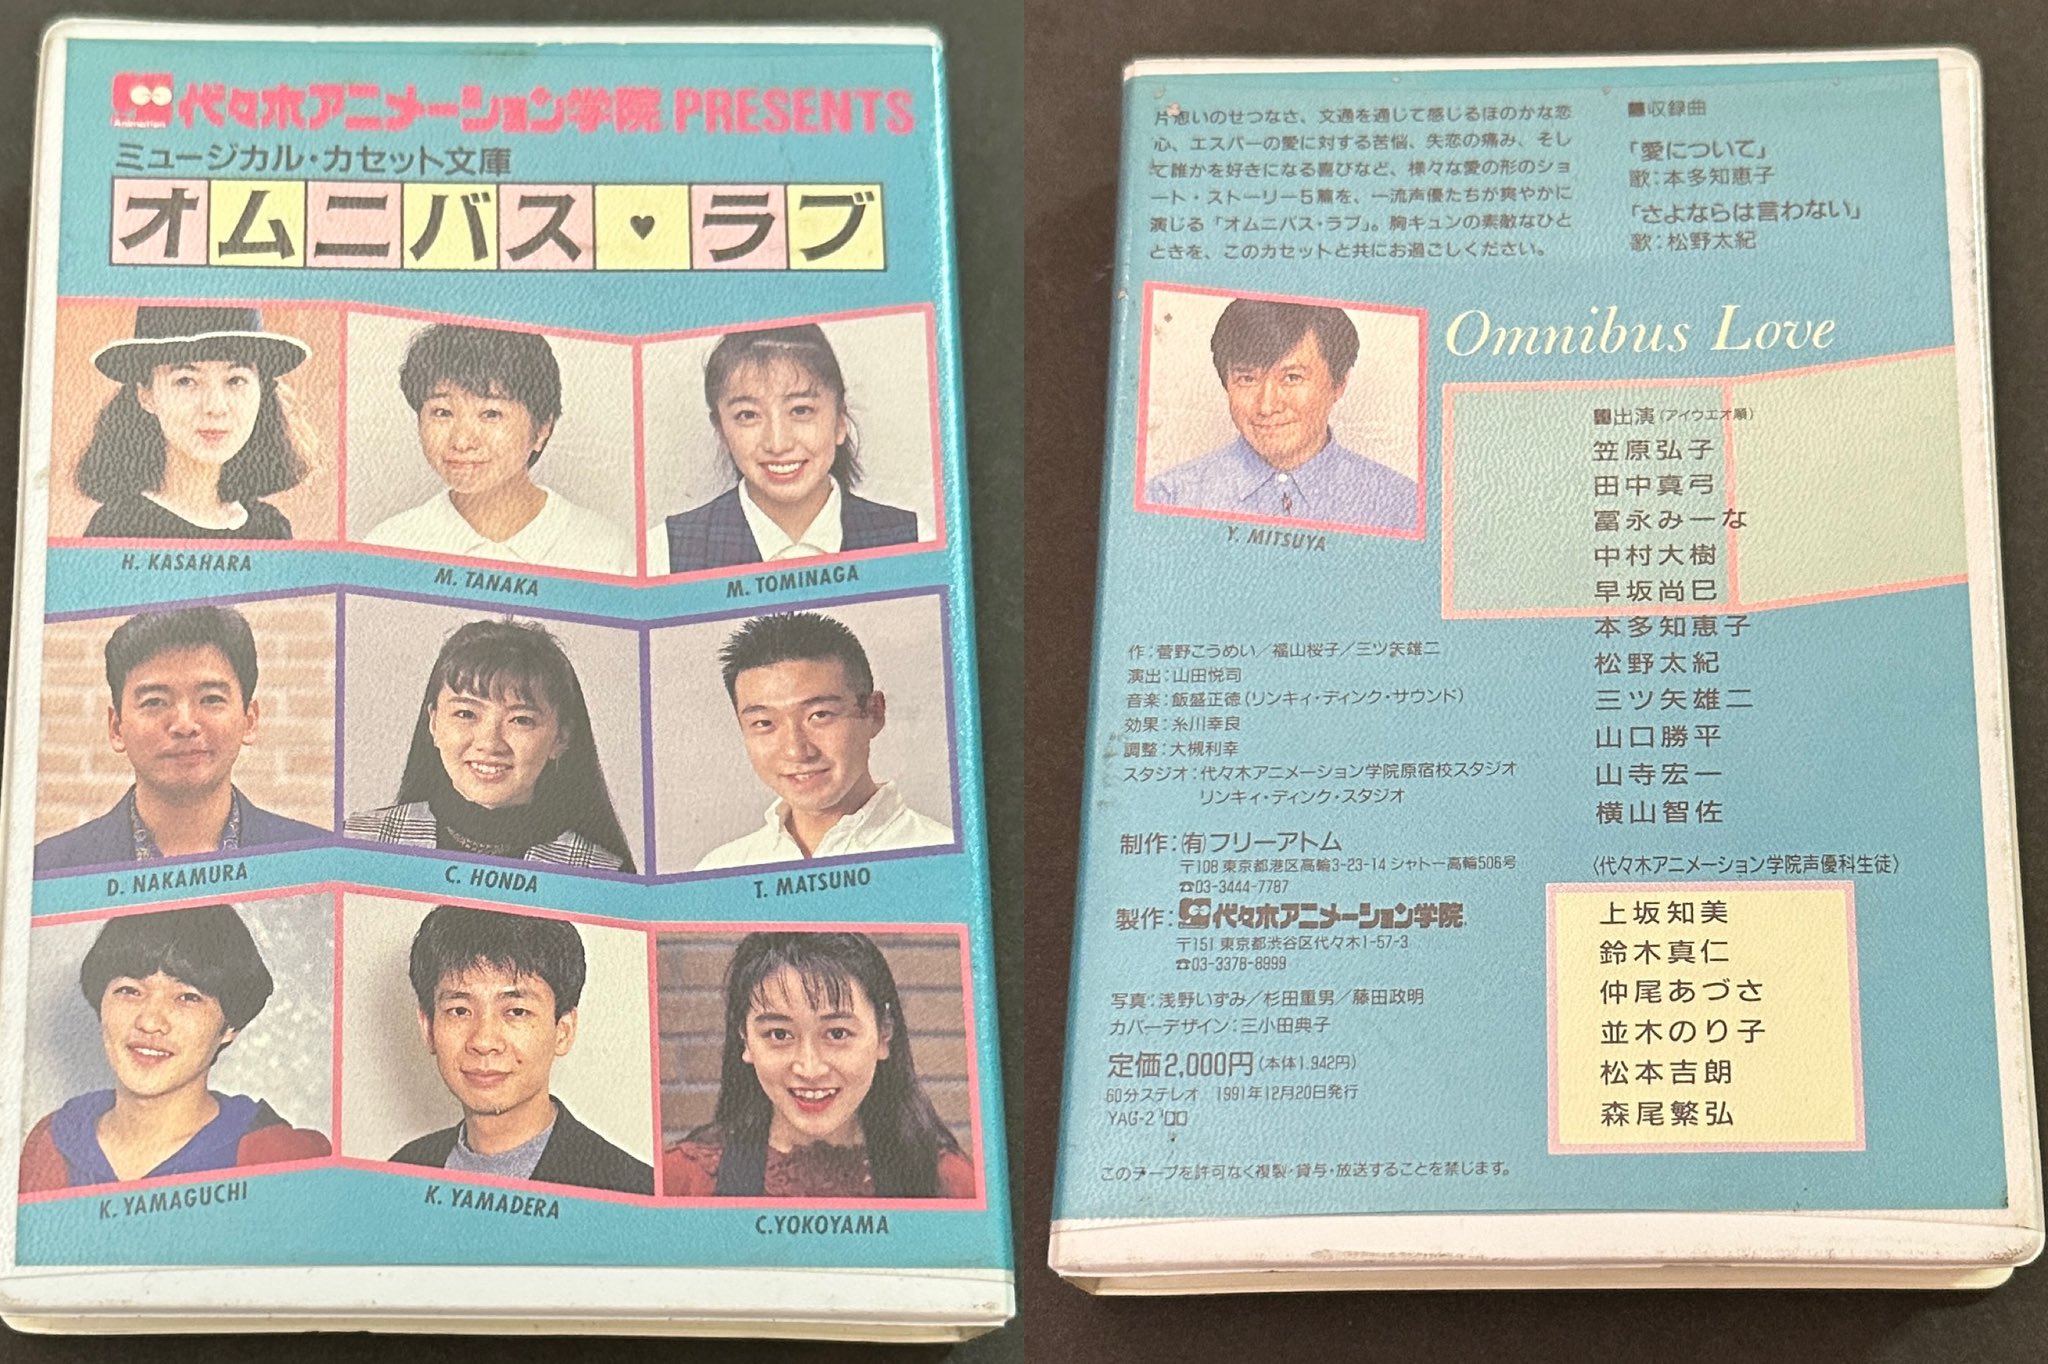 Animation
代々木アニメーション学院 PRESENTS
ミュージカル・カセット文庫
オムニバス♥ラブ
H. KASAHARA
M. TANAKA
M. TOMINAGA
D. NAKAMURA
C. HONDA
T. MATSUNO
K. YAMAGUCHI
K. YAMADERA
C.YOKOYAMA
片想いのせつなさ、文通を通じて感じるほのかな恋
心、エスパーの愛に対する苦悩、失恋の痛み、そし
て誰かを好きになる喜びなど、様々な愛の形のショ
ート・ストーリー5篇を、一流声優たちが爽やかに
演じる「オムニバス・ラブ」。胸キュンの素敵なひと
ときを、このカセットと共にお過ごしください。
■収録曲
「愛について」
歌:本多知恵子
「さよならは言わない」
歌:松野太紀
Omnibus Love
Y. MITSUYA
出演(アイウエオ順)
笠原弘子
田中真弓
冨永みーな
中村大樹
早坂尚巳
本多知恵子
松野太紀
三ツ矢雄二
山口勝平
山寺宏一
横山智佐
〈代々木アニメーション学院声優科生徒〉
上坂知美
鈴木真仁
仲尾あづさ
並木のり子
松本吉朗
森尾繁弘
作:菅野こうめい/福山桜子/三ツ矢雄二
演出:山田悦司
音楽:飯盛正徳(リンキィ・ディンク・サウンド)
効果:糸川幸良
調整:大槻利幸
スタジオ:代々木アニメーション学院原宿校スタジオ
リンキィ・ディンク・スタジオ
制作:(有)フリーアトム
〒108 東京都港区高輪3-23-14 シャトー高輪506号
☎03-3444-7787
製作:代々木アニメーション学院
〒151 東京都渋谷区代々木1-57-3
☎03-3378-8999
写真:浅野いずみ/杉田重男/藤田政明
カバーデザイン:三小田典子
定価2,000円(本体1.942円)
60分ステレオ 1991年12月20日発行
YAG-2
このテープを許可なく複製・貸与・放送することを禁じます。